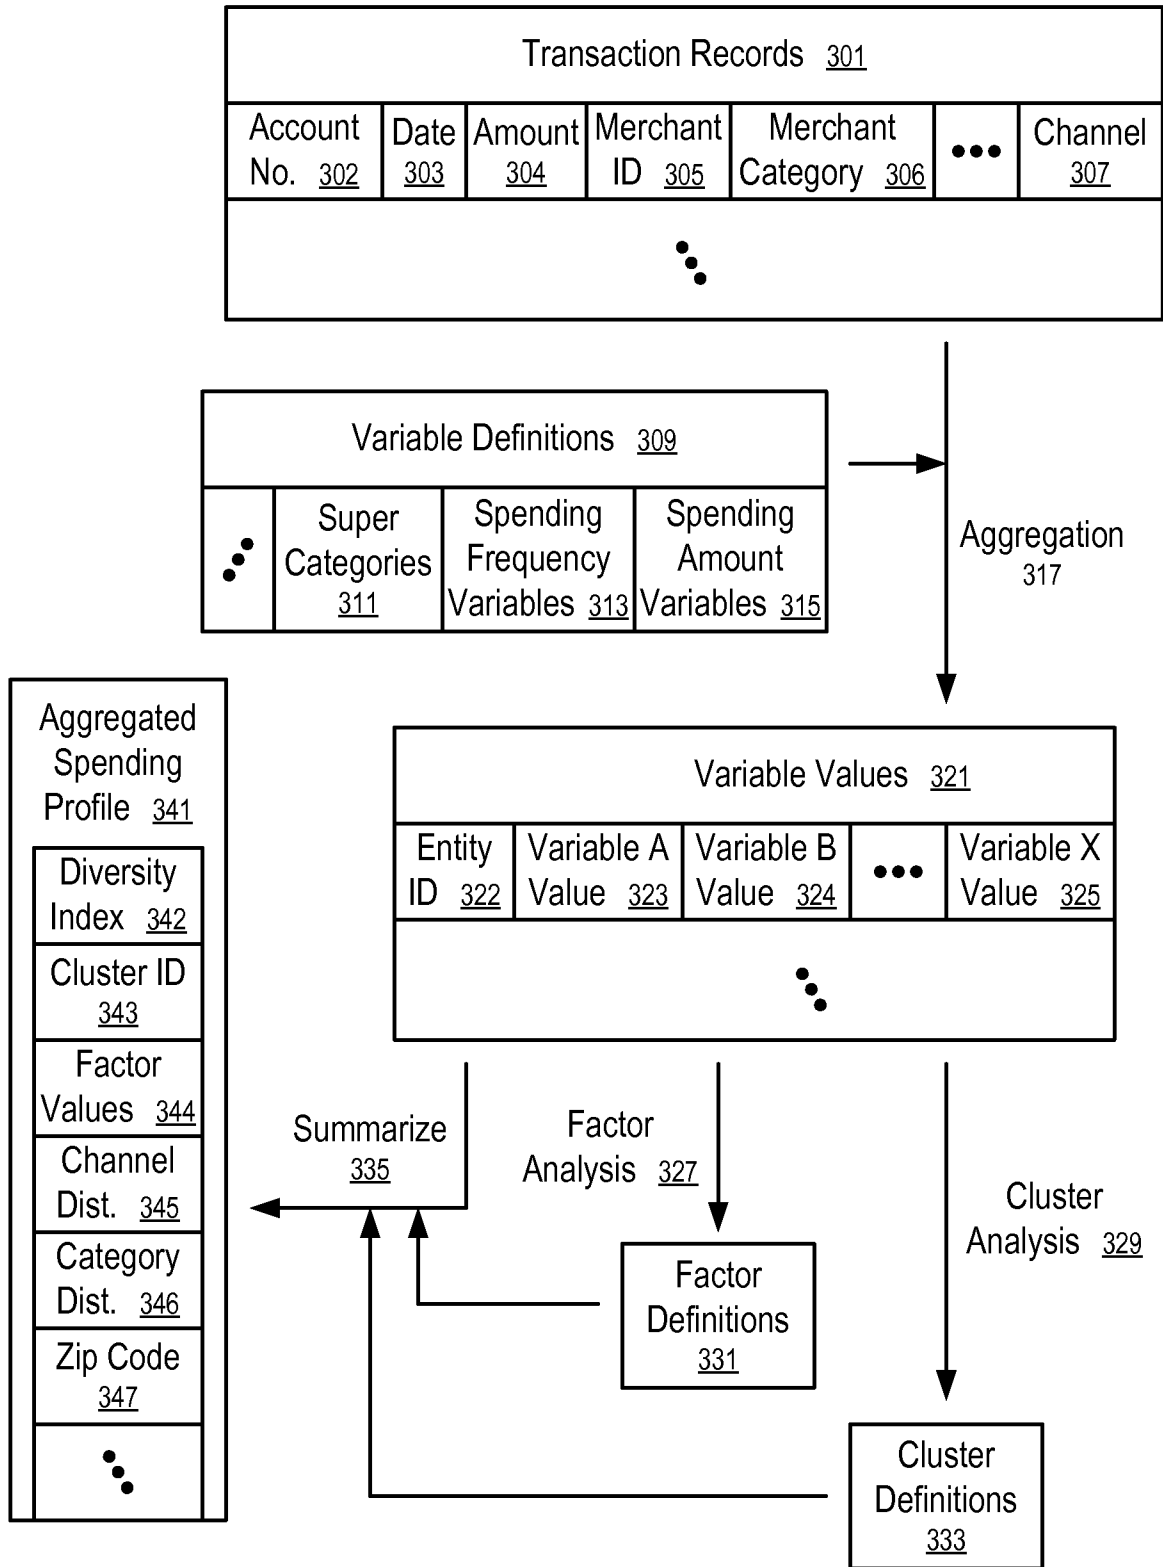 Transaction Records 301
Account
No. 302
Date
303
Amount
304
Merchant
ID 305
Merchant
Category 306
Channel
307
Variable Definitions 309
Super
Categories
311
Spending
Frequency
Variables 313
Spending
Amount
Variables 315
Aggregation
317
Aggregated
Spending
Profile 341
Diversity
Index 342
Cluster ID
343
Factor
Values 344
Channel
Dist. 345
Category
Dist. 346
Zip Code
347
Variable Values 321
Entity
ID 322
Variable A
Value 323
Variable B
Value 324
Variable X
Value 325
Summarize
335
Factor
Analysis 327
Cluster
Analysis 329
Factor
Definitions
331
Cluster
Definitions
333